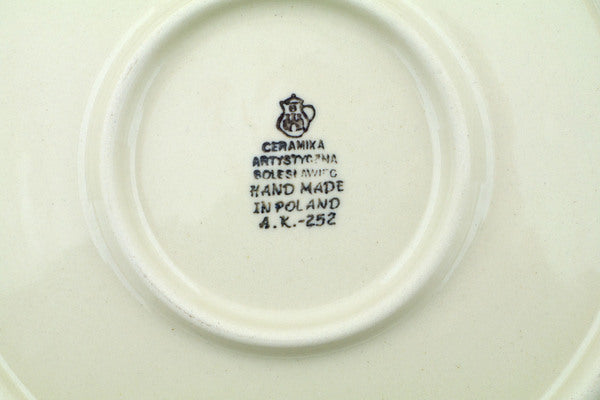 CERAMIKA
ARTYSTYCZNA
BOLESŁAWIEC
HAND MADE
IN POLAND
A.K.-252